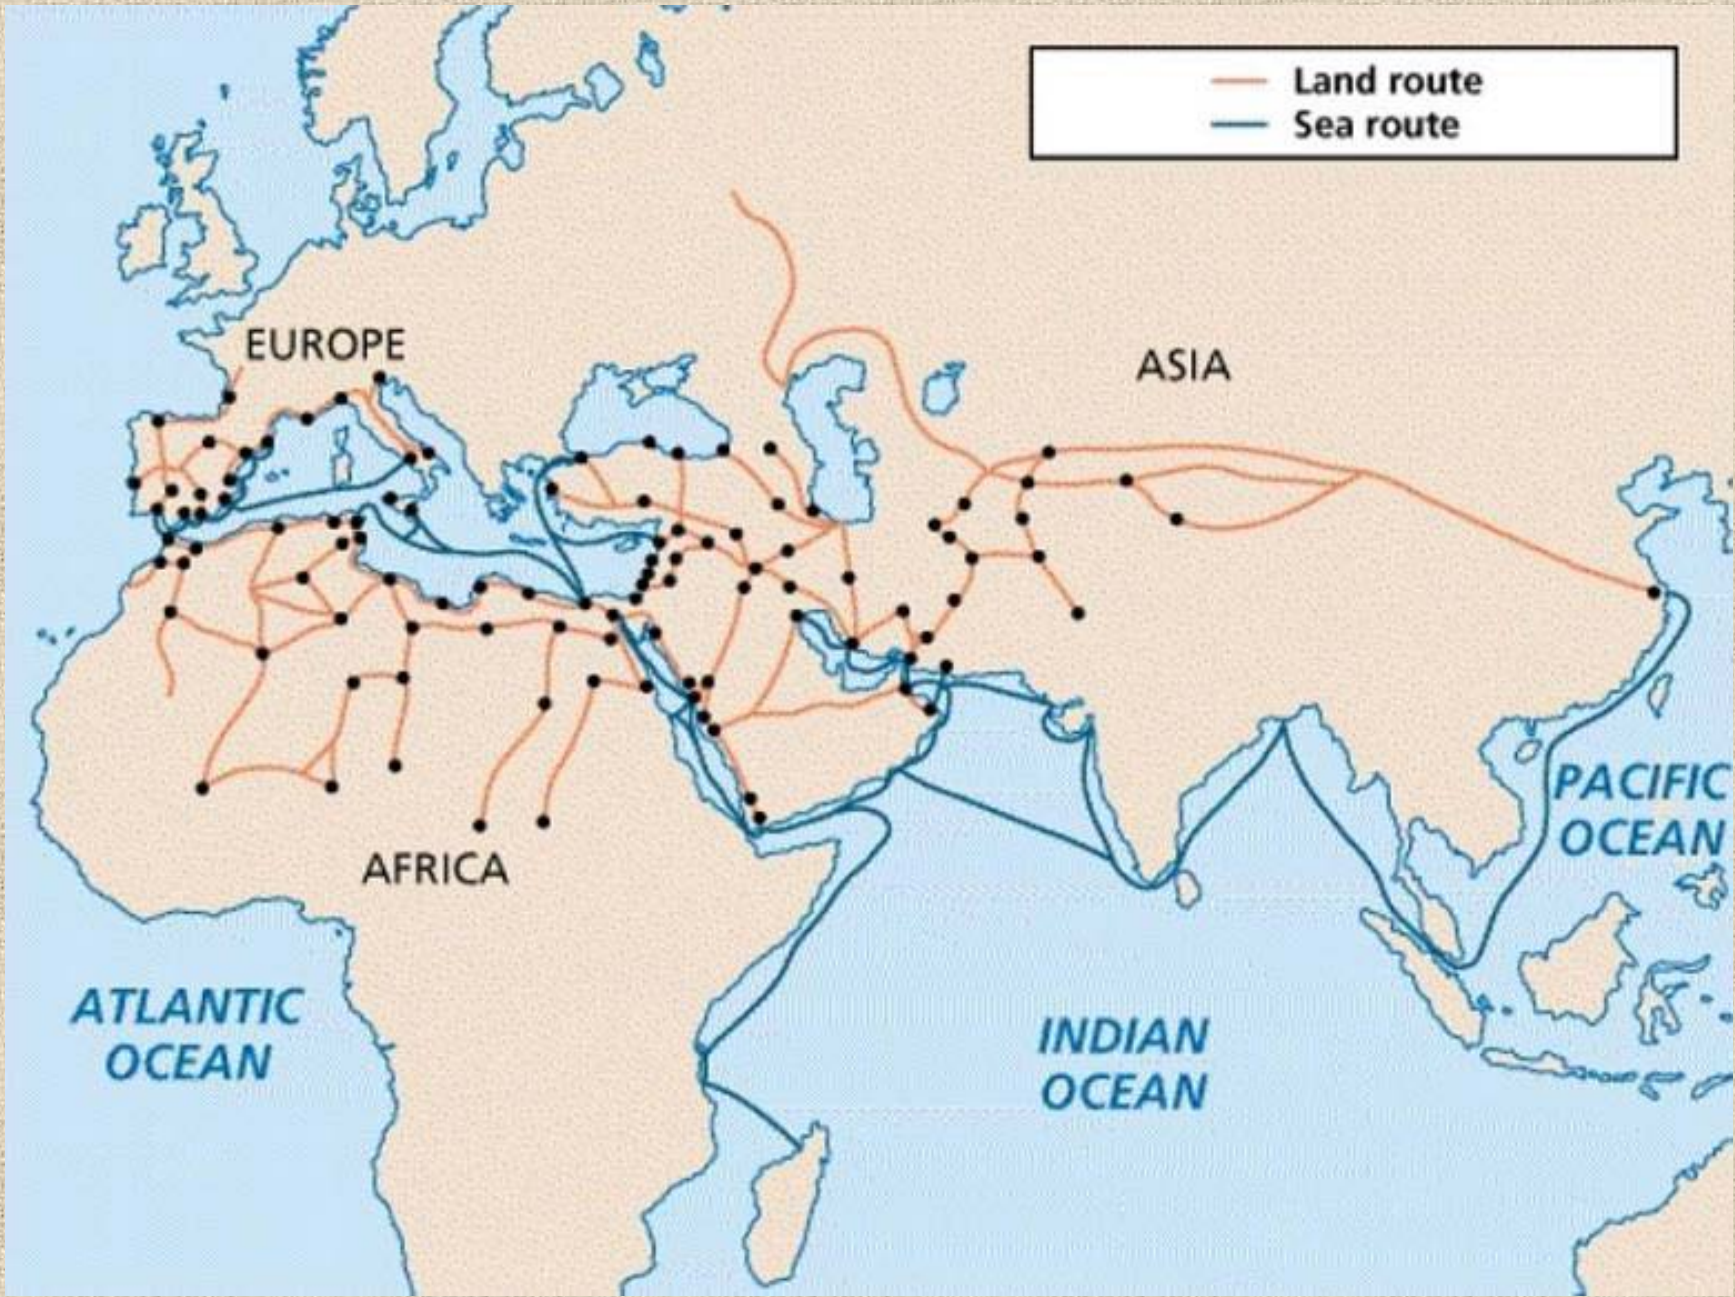 Land route
Sea route
EUROPE
ASIA
PACIFIC
OCEAN
AFRICA
ATLANTIC
OCEAN
INDIAN
OCEAN